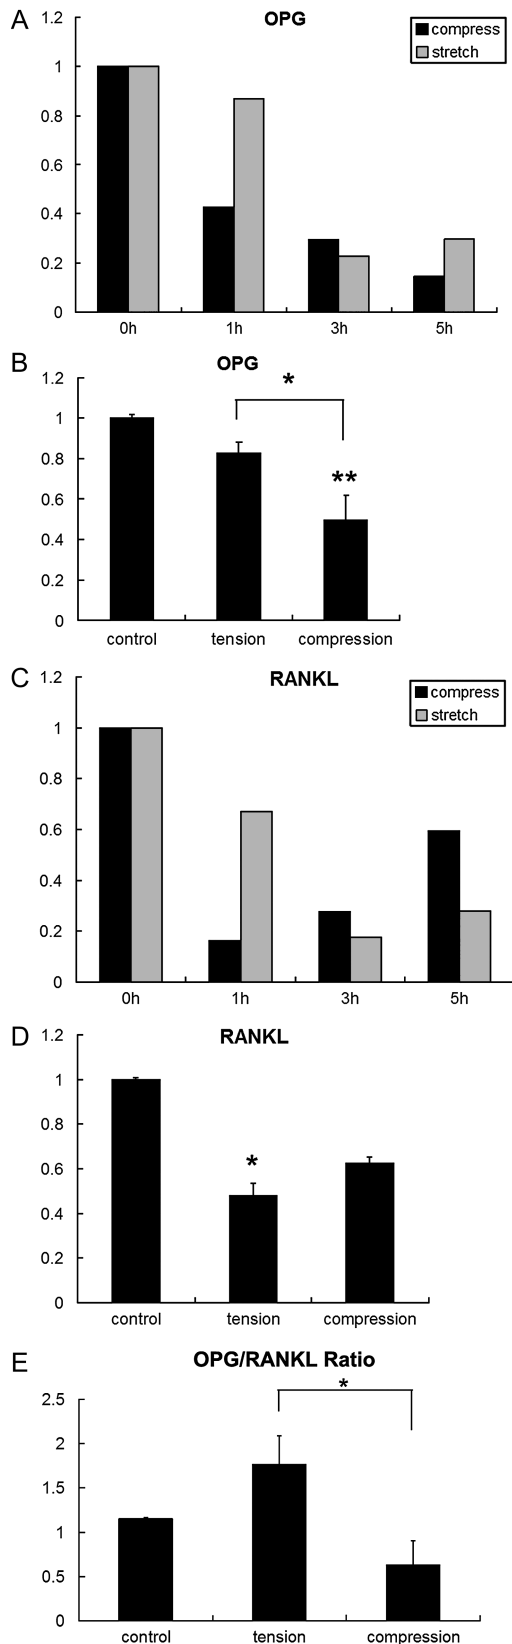 A
OPG
compress
stretch
1.2
1
0.8
0.6
0.4
0.2
0
0h 1h 3h 5h
B
OPG
1.2
1
0.8
0.6
0.4
0.2
0
*
**
control tension compression
C
RANKL
compress
stretch
1.2
1
0.8
0.6
0.4
0.2
0
0h 1h 3h 5h
D
RANKL
1.2
1
0.8
0.6
0.4
0.2
0
*
control tension compression
E
OPG/RANKL Ratio
*
2.5
2
1.5
1
0.5
0
control tension compression